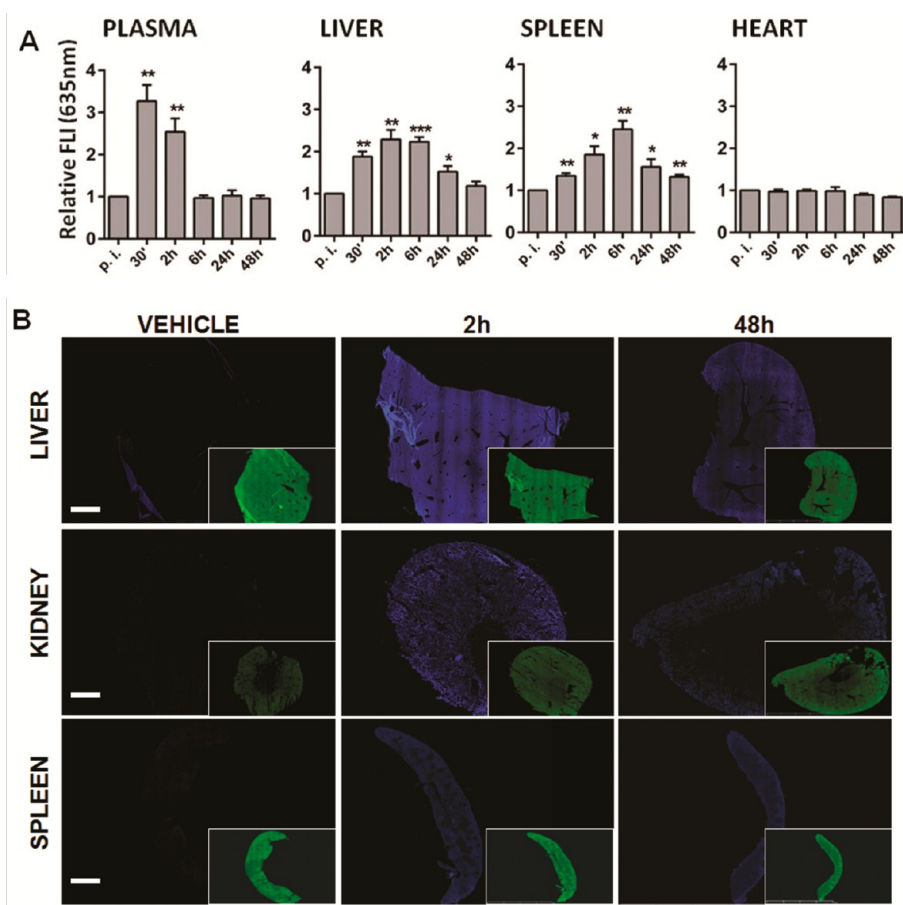 A
PLASMA
LIVER
SPLEEN
HEART
Relative FLI (635nm)
4
3
2
1
0
**
**
p. i.
30'
2h
6h
24h
48h
4
3
2
1
0
**
**
***
*
p. i.
30'
2h
6h
24h
48h
4
3
2
1
0
**
*
**
*
**
p. i.
30'
2h
6h
24h
48h
4
3
2
1
0
p. i.
30'
2h
6h
24h
48h
B
VEHICLE
2h
48h
LIVER
KIDNEY
SPLEEN